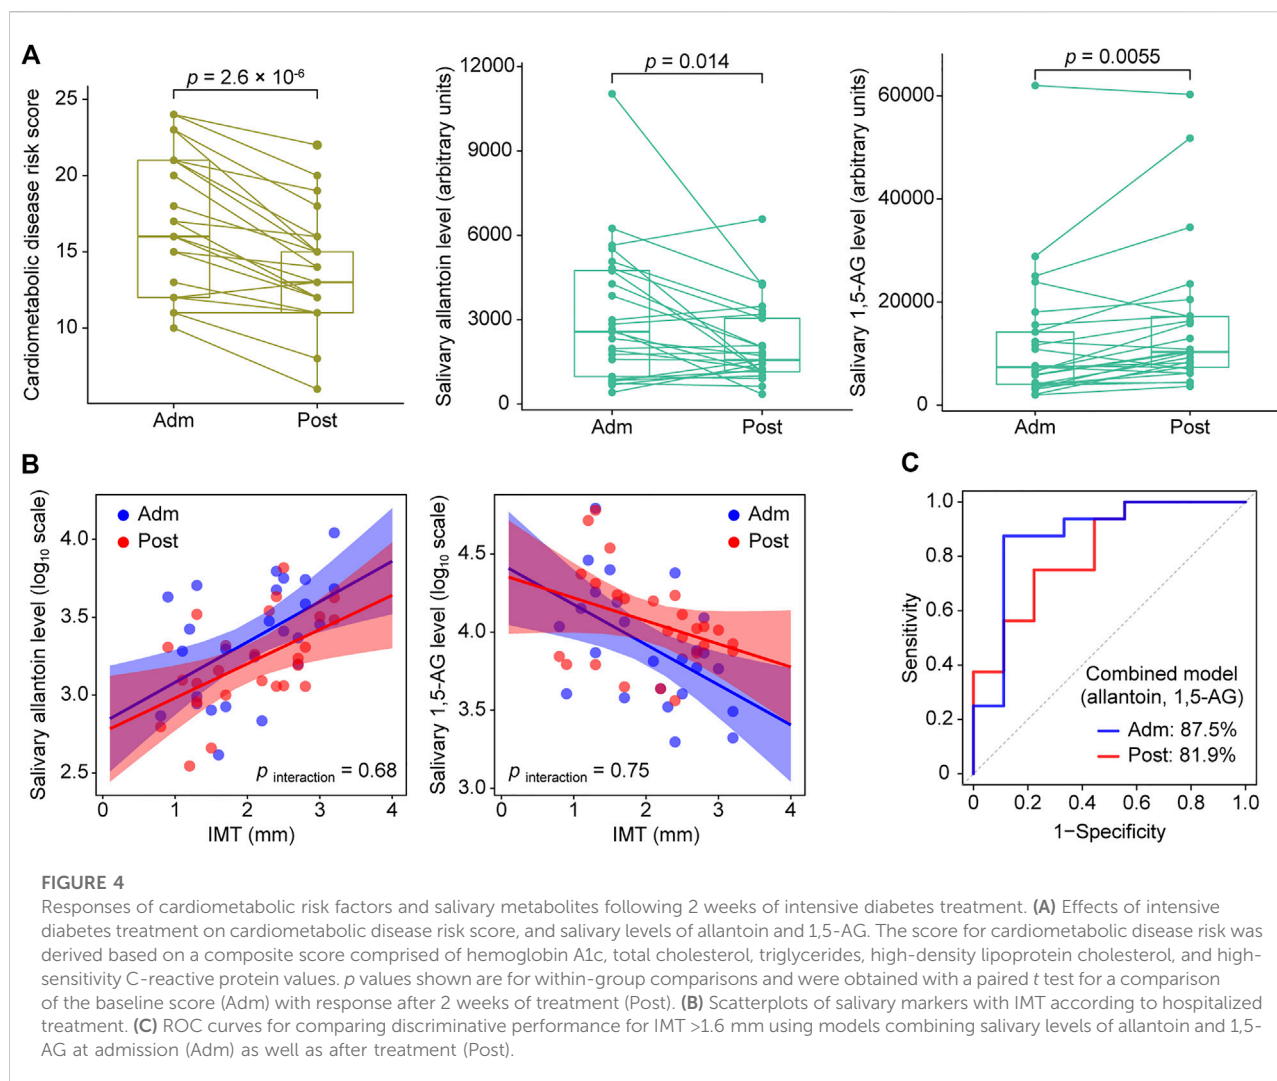 A
Cardiometabolic disease risk score
25
20
15
10
p = 2.6 × 10⁻⁶
Adm
Post
Salivary allantoin level (arbitrary units)
12000
9000
6000
3000
0
p = 0.014
Adm
Post
Salivary 1,5-AG level (arbitrary units)
60000
40000
20000
0
p = 0.0055
Adm
Post
B
Salivary allantoin level (log₁₀ scale)
4.0
3.5
3.0
2.5
Adm
Post
p interaction = 0.68
0
1
2
3
4
IMT (mm)
Salivary 1,5-AG level (log₁₀ scale)
4.5
4.0
3.5
3.0
Adm
Post
p interaction = 0.75
0
1
2
3
4
IMT (mm)
C
Sensitivity
1.0
0.8
0.6
0.4
0.2
0
Combined model
(allantoin, 1,5-AG)
Adm: 87.5%
Post: 81.9%
0
0.2
0.4
0.6
0.8
1.0
1−Specificity
FIGURE 4
Responses of cardiometabolic risk factors and salivary metabolites following 2 weeks of intensive diabetes treatment. (A) Effects of intensive
diabetes treatment on cardiometabolic disease risk score, and salivary levels of allantoin and 1,5-AG. The score for cardiometabolic disease risk was
derived based on a composite score comprised of hemoglobin A1c, total cholesterol, triglycerides, high-density lipoprotein cholesterol, and high-
sensitivity C-reactive protein values. p values shown are for within-group comparisons and were obtained with a paired t test for a comparison
of the baseline score (Adm) with response after 2 weeks of treatment (Post). (B) Scatterplots of salivary markers with IMT according to hospitalized
treatment. (C) ROC curves for comparing discriminative performance for IMT >1.6 mm using models combining salivary levels of allantoin and 1,5-
AG at admission (Adm) as well as after treatment (Post).